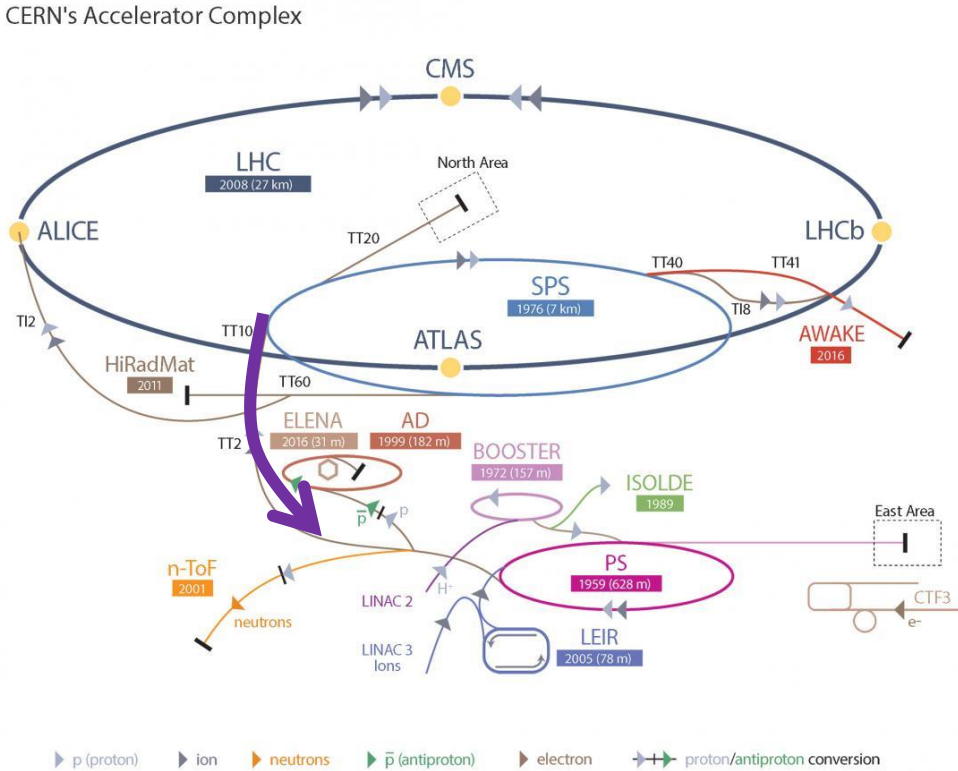 CERN's Accelerator Complex
CMS
LHC
2008 (27 km)
North Area
ALICE
LHCb
TT20
TT40
TT41
SPS
1976 (7 km)
TI2
TI8
TT10
ATLAS
AWAKE
2016
HiRadMat
2011
TT60
ELENA
2016 (31 m)
AD
1999 (182 m)
TT2
BOOSTER
1972 (157 m)
ISOLDE
1989
p̅
p
East Area
n-ToF
2001
PS
1959 (628 m)
H⁺
LINAC 2
neutrons
CTF3
e-
LINAC 3
Ions
LEIR
2005 (78 m)
p (proton)
ion
neutrons
p̅ (antiproton)
electron
proton/antiproton conversion